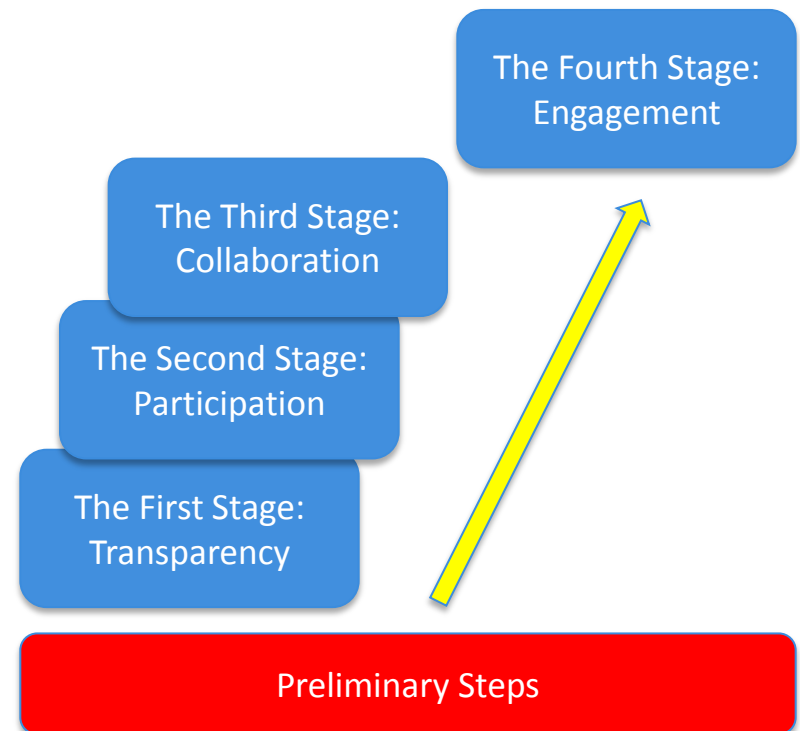 The Fourth Stage:
Engagement
The Third Stage:
Collaboration
The Second Stage:
Participation
The First Stage:
Transparency
Preliminary Steps